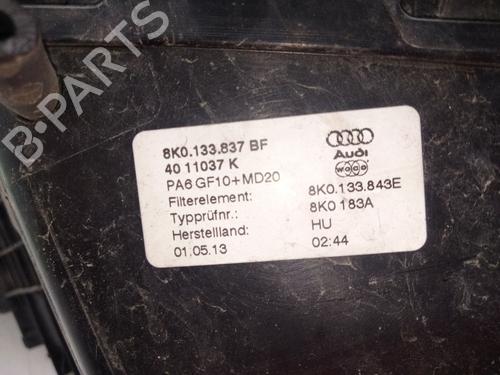 B-PARTS
8K0.133.837 BF
40 11037 K
PA6 GF10+MD20
Filterelement: 8K0.133.843E
Typprüfnr.: 8K0 183A
Herstellland: HU
01.05.13 02:44
Audi
woco